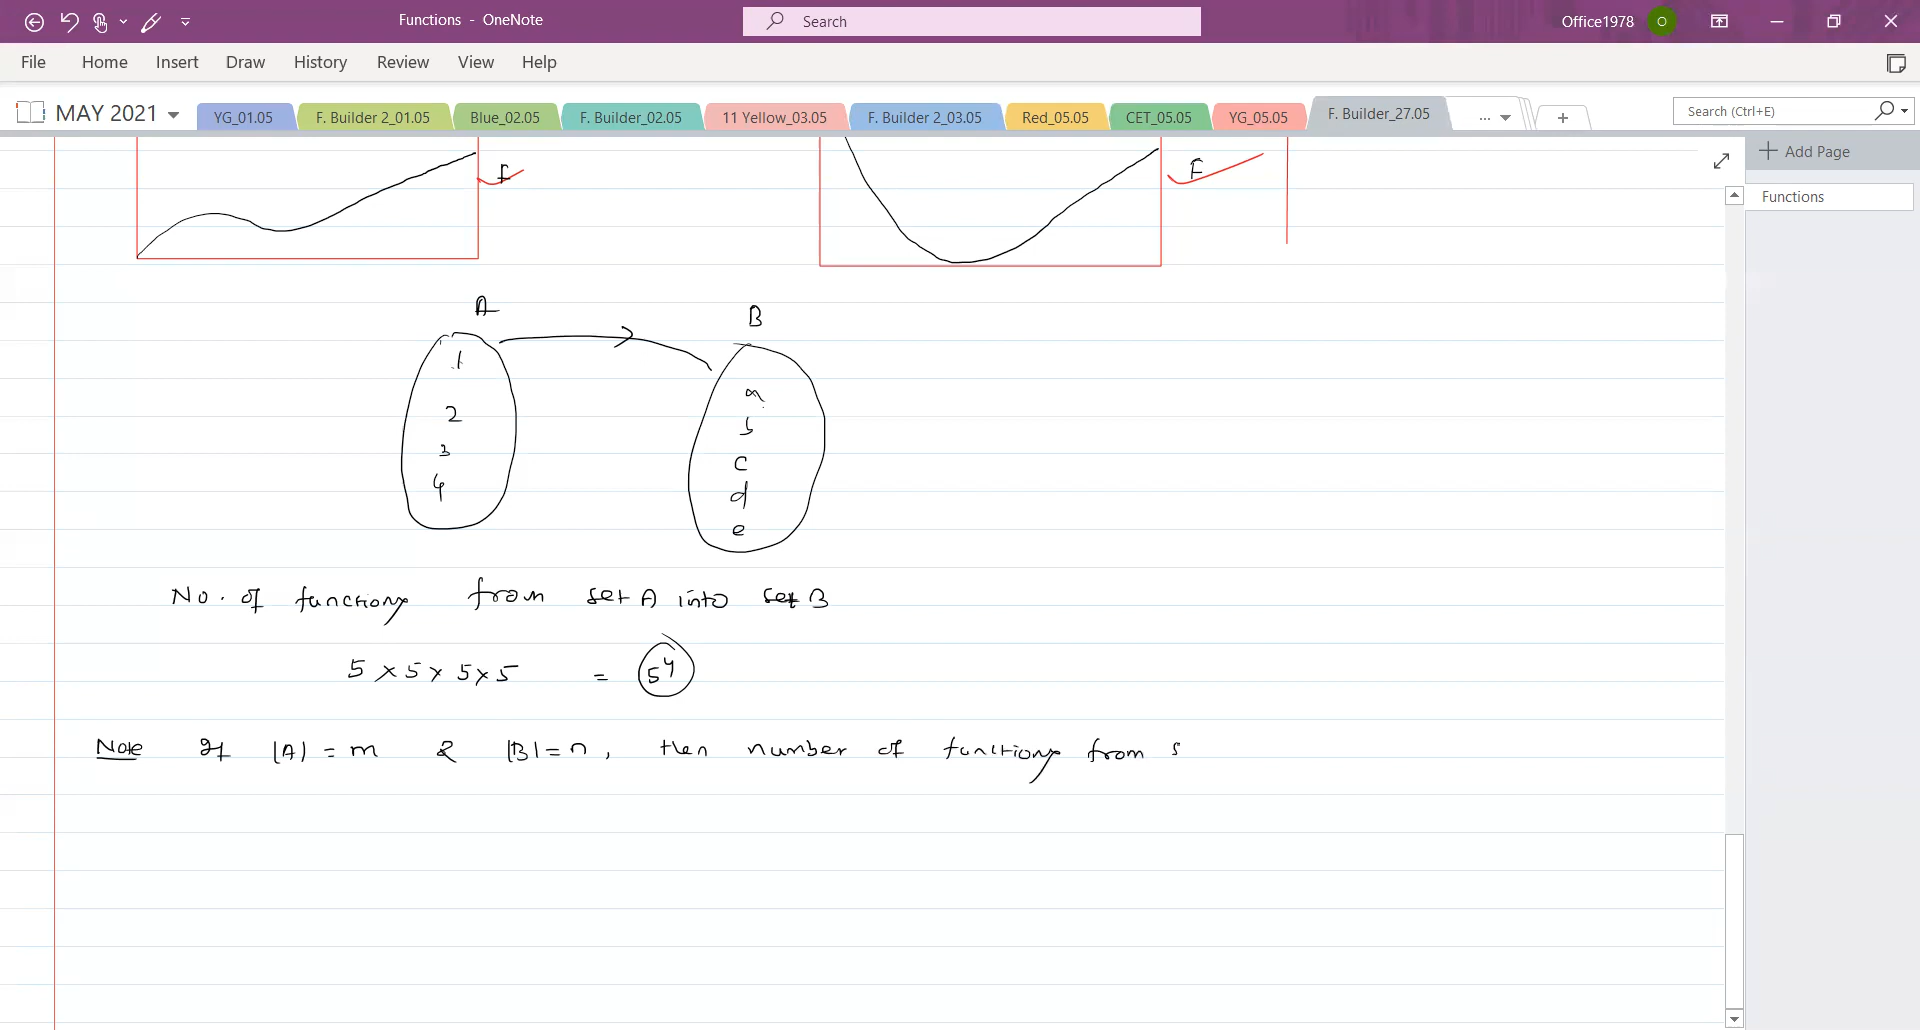 Functions - OneNote
Search
Office1978
O
File Home Insert Draw History Review View Help
MAY 2021
YG_01.05
F. Builder 2_01.05
Blue_02.05
F. Builder_02.05
11 Yellow_03.05
F. Builder 2_03.05
Red_05.05
CET_05.05
YG_05.05
F. Builder_27.05
...
+
Search (Ctrl+E)
Add Page
Functions
F
F
A
B
1
2
3
4
a
b
c
d
e
No. of functions from set A into set B
5 × 5 × 5 × 5 = 5⁴
Note If |A| = m & |B| = n, then number of functions from s